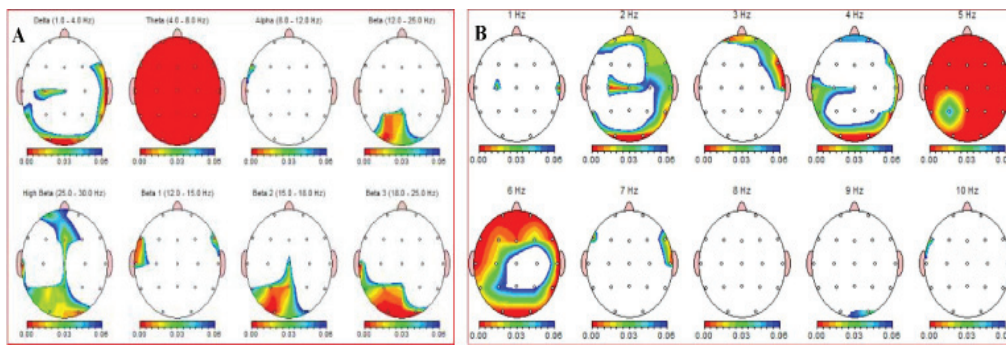 A
Delta (1.0 - 4.0 Hz) Theta (4.0 - 8.0 Hz) Alpha (8.0 - 12.0 Hz) Beta (12.0 - 25.0 Hz)
0.00 0.03 0.06 0.00 0.03 0.06 0.00 0.03 0.06 0.00 0.03 0.06
High Beta (25.0 - 30.0 Hz) Beta 1 (12.0 - 15.0 Hz) Beta 2 (15.0 - 18.0 Hz) Beta 3 (18.0 - 25.0 Hz)
0.00 0.03 0.06 0.00 0.03 0.06 0.00 0.03 0.06 0.00 0.03 0.06
B
1 Hz 2 Hz 3 Hz 4 Hz 5 Hz
0.00 0.03 0.06 0.00 0.03 0.06 0.00 0.03 0.06 0.00 0.03 0.06 0.00 0.03 0.06
6 Hz 7 Hz 8 Hz 9 Hz 10 Hz
0.00 0.03 0.06 0.00 0.03 0.06 0.00 0.03 0.06 0.00 0.03 0.06 0.00 0.03 0.06